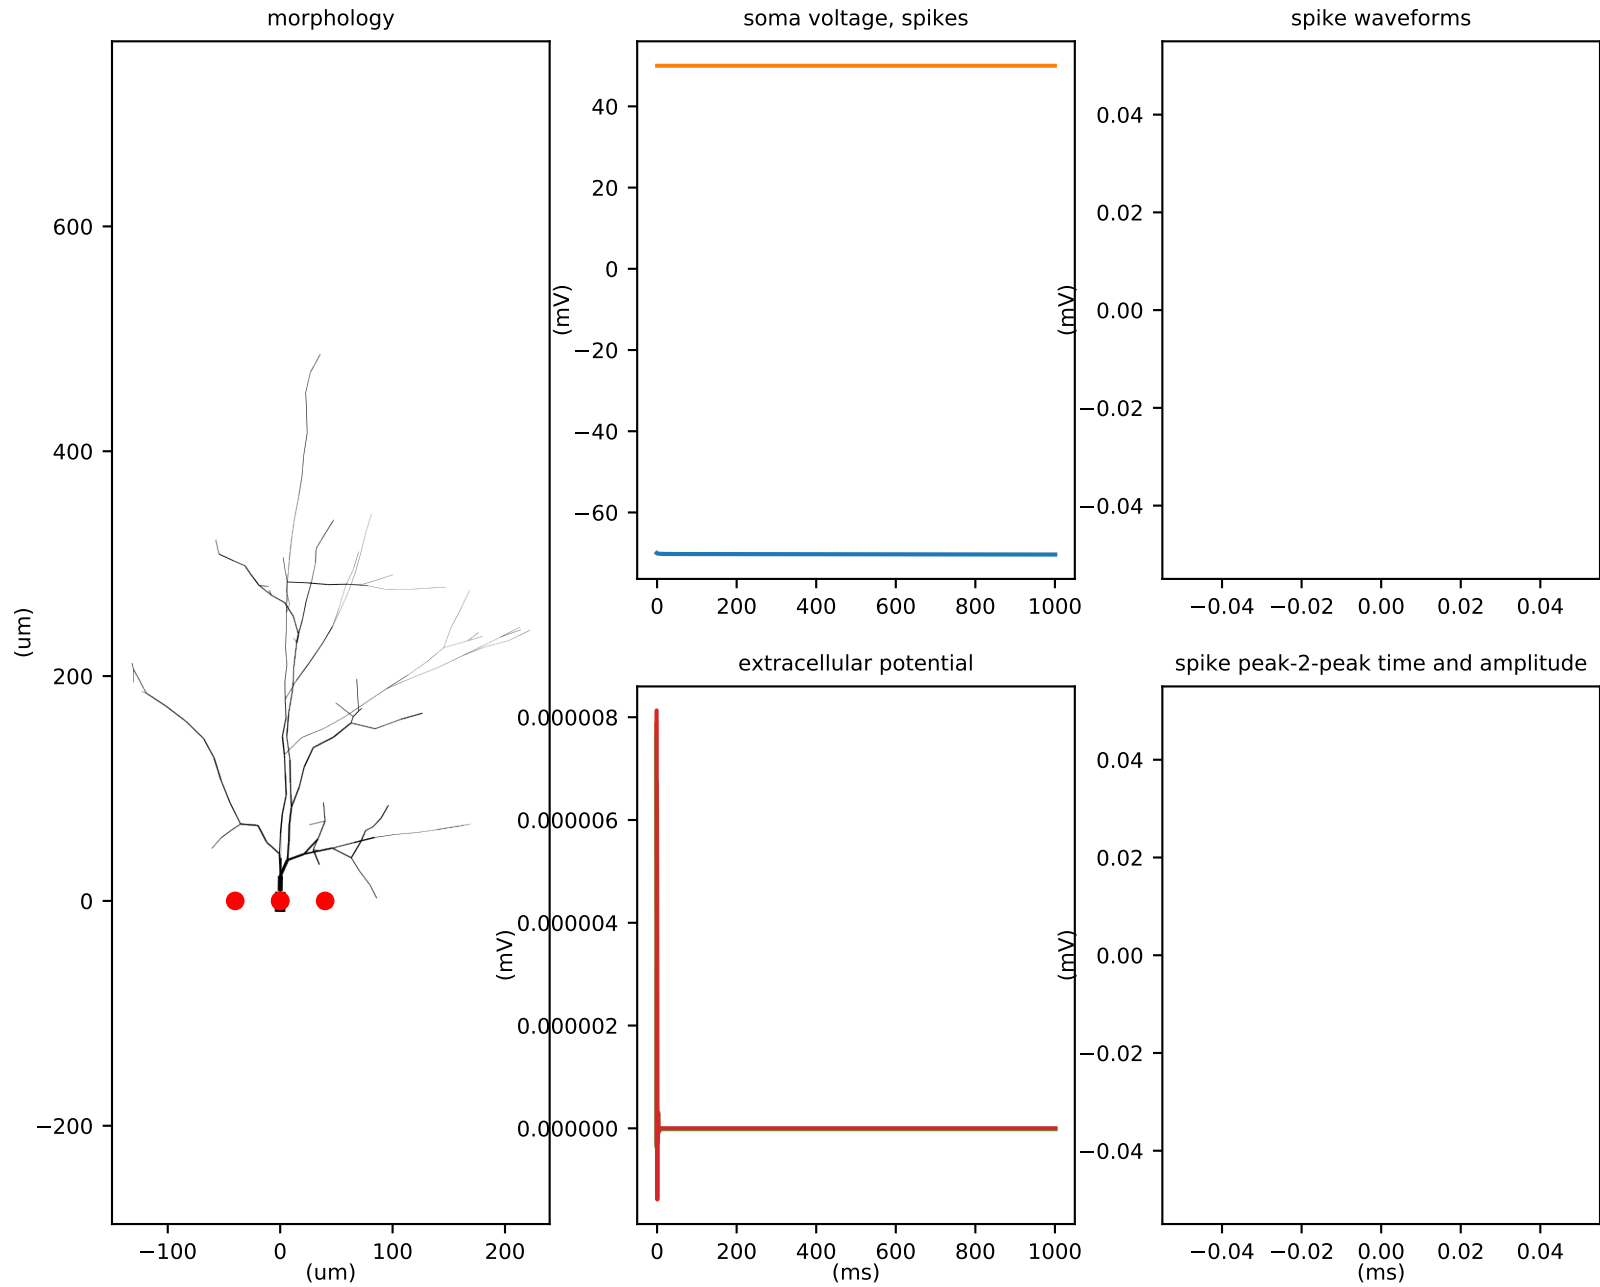 morphology
600
400
200
0
−200
(um)
−100 0 100 200
(um)
soma voltage, spikes
40
20
0
−20
−40
−60
(mV)
0 200 400 600 800 1000
spike waveforms
0.04
0.02
0.00
−0.02
−0.04
(mV)
−0.04 −0.02 0.00 0.02 0.04
extracellular potential
0.000008
0.000006
0.000004
0.000002
0.000000
(mV)
0 200 400 600 800 1000
(ms)
spike peak-2-peak time and amplitude
0.04
0.02
0.00
−0.02
−0.04
(mV)
−0.04 −0.02 0.00 0.02 0.04
(ms)